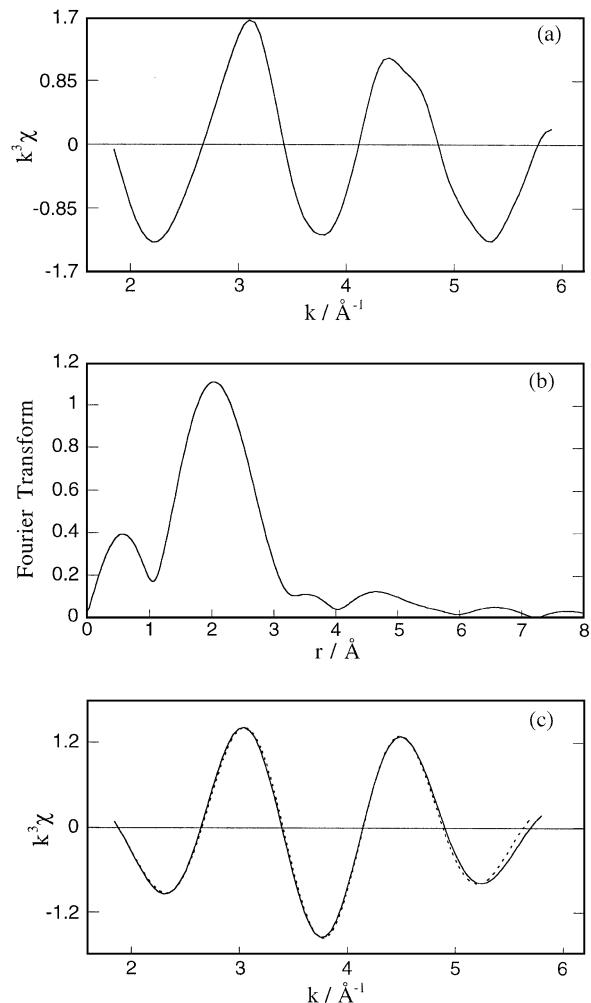 (a)
1.7
0.85
0
-0.85
-1.7
k³χ
2 3 4 5 6
k / Å⁻¹
(b)
1.2
1
0.8
0.6
0.4
0.2
0
Fourier Transform
0 1 2 3 4 5 6 7 8
r / Å
(c)
1.2
0
-1.2
k³χ
2 3 4 5 6
k / Å⁻¹